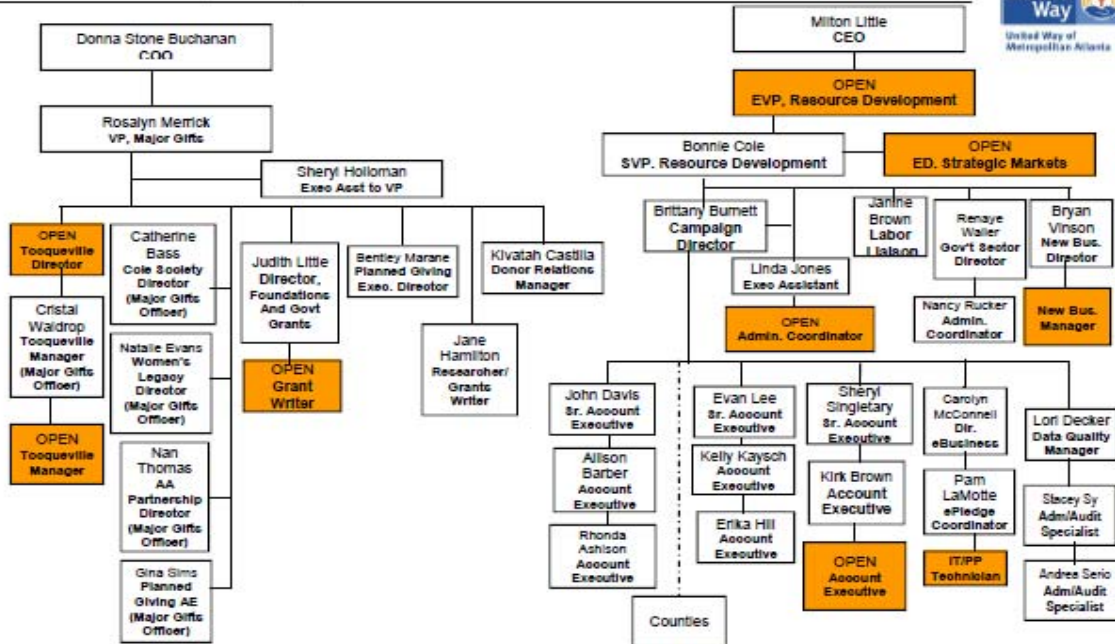 Way
United Way of
Metropolitan Atlanta
Donna Stone Buchanan
COO
Rosalyn Merrick
VP, Major Gifts
Sheryl Holloman
Exec Asst to VP
OPEN
Tocqueville
Director
Cristal
Waldrop
Tocqueville
Manager
(Major Gifts
Officer)
OPEN
Tocqueville
Manager
Catherine
Bass
Cole Society
Director
(Major Gifts
Officer)
Natalie Evans
Women's
Legacy
Director
(Major Gifts
Officer)
Nan
Thomas
AA
Partnership
Director
(Major Gifts
Officer)
Gina Sims
Planned
Giving AE
(Major Gifts
Officer)
Judith Little
Director,
Foundations
And Govt
Grants
OPEN
Grant
Writer
Bentley Marane
Planned Giving
Exec. Director
Kivatah Castilla
Donor Relations
Manager
Jane
Hamilton
Researcher/
Grants
Writer
Milton Little
CEO
OPEN
EVP, Resource Development
Bonnie Cole
SVP. Resource Development
OPEN
ED. Strategic Markets
Brittany Burnett
Campaign
Director
Linda Jones
Exec Assistant
OPEN
Admin. Coordinator
Janine
Brown
Labor
Liaison
Renaye
Waller
Gov't Sector
Director
Nancy Rucker
Admin.
Coordinator
Bryan
Vinson
New Bus.
Director
New Bus.
Manager
John Davis
Sr. Account
Executive
Allison
Barber
Account
Executive
Rhonda
Ashison
Account
Executive
Evan Lee
Sr. Account
Executive
Kelly Kaysch
Account
Executive
Erika Hill
Account
Executive
Sheryl
Singletary
Sr. Account
Executive
Kirk Brown
Account
Executive
OPEN
Account
Executive
Carolyn
McConnell
Dir.
eBusiness
Pam
LaMotte
ePledge
Coordinator
IT/PP
Technician
Lori Decker
Data Quality
Manager
Stacey Sy
Adm/Audit
Specialist
Andrea Serio
Adm/Audit
Specialist
Counties